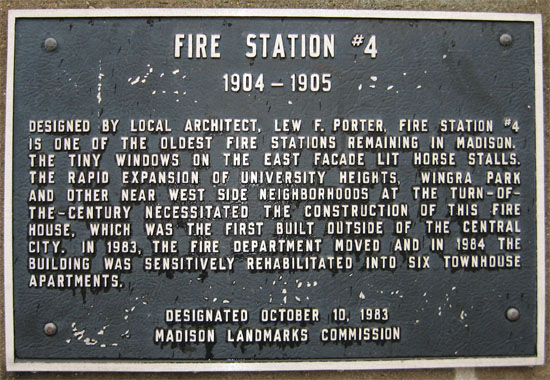 FIRE STATION #4
1904 – 1905
DESIGNED BY LOCAL ARCHITECT, LEW F. PORTER, FIRE STATION #4
IS ONE OF THE OLDEST FIRE STATIONS REMAINING IN MADISON.
THE TINY WINDOWS ON THE EAST FACADE LIT HORSE STALLS.
THE RAPID EXPANSION OF UNIVERSITY HEIGHTS, WINGRA PARK
AND OTHER NEAR WEST SIDE NEIGHBORHOODS AT THE TURN-OF-
THE-CENTURY NECESSITATED THE CONSTRUCTION OF THIS FIRE
HOUSE, WHICH WAS THE FIRST BUILT OUTSIDE OF THE CENTRAL
CITY. IN 1983, THE FIRE DEPARTMENT MOVED AND IN 1984 THE
BUILDING WAS SENSITIVELY REHABILITATED INTO SIX TOWNHOUSE
APARTMENTS.
DESIGNATED OCTOBER 10, 1983
MADISON LANDMARKS COMMISSION